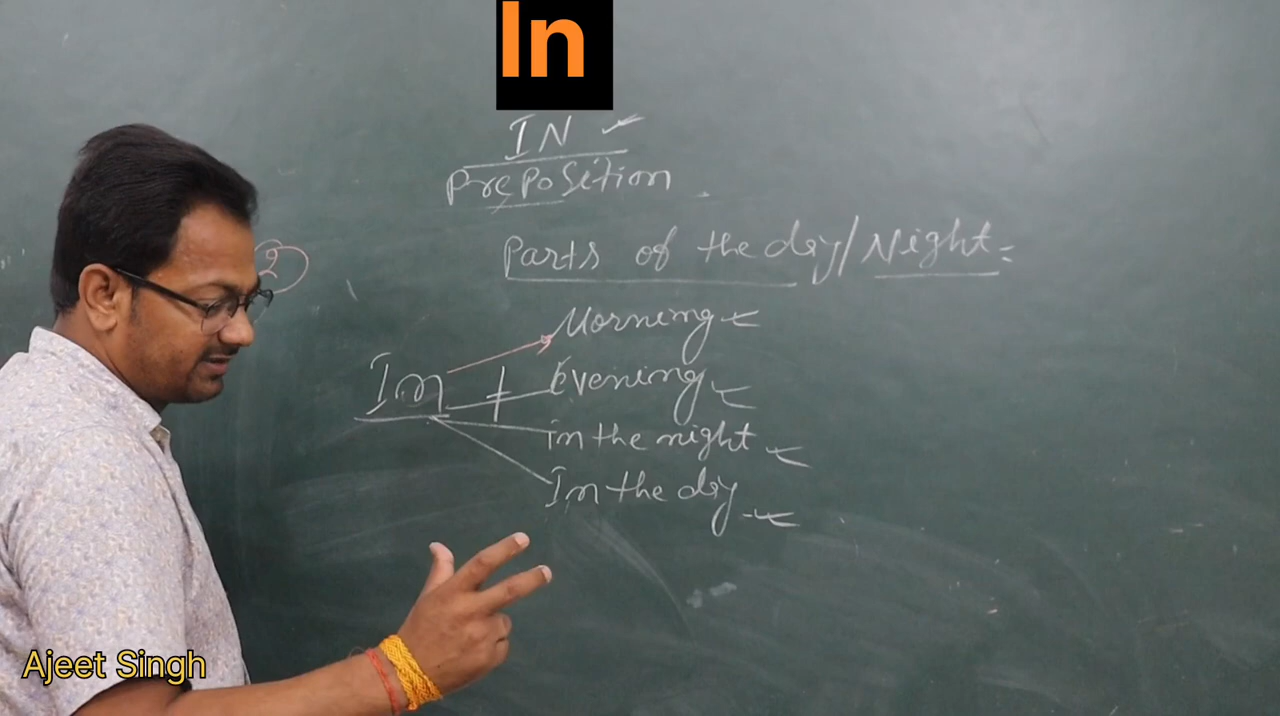 In
IN
Preposition
Parts of the day/Night:
2
Morning
In + Evening
in the night
In the day
Ajeet Singh